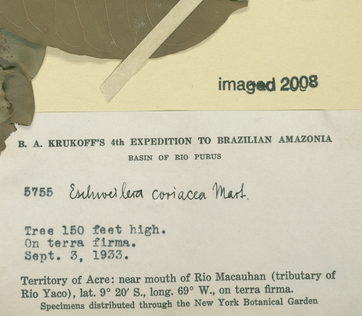 imaged 2008
B. A. KRUKOFF'S 4th EXPEDITION TO BRAZILIAN AMAZONIA
BASIN OF RIO PURUS
5755 Eschweilera coriacea Mart.
Tree 150 feet high.
On terra firma.
Sept. 3, 1933.
Territory of Acre: near mouth of Rio Macauhan (tributary of
Rio Yaco), lat. 9° 20' S., long. 69° W., on terra firma.
Specimens distributed through the New York Botanical Garden